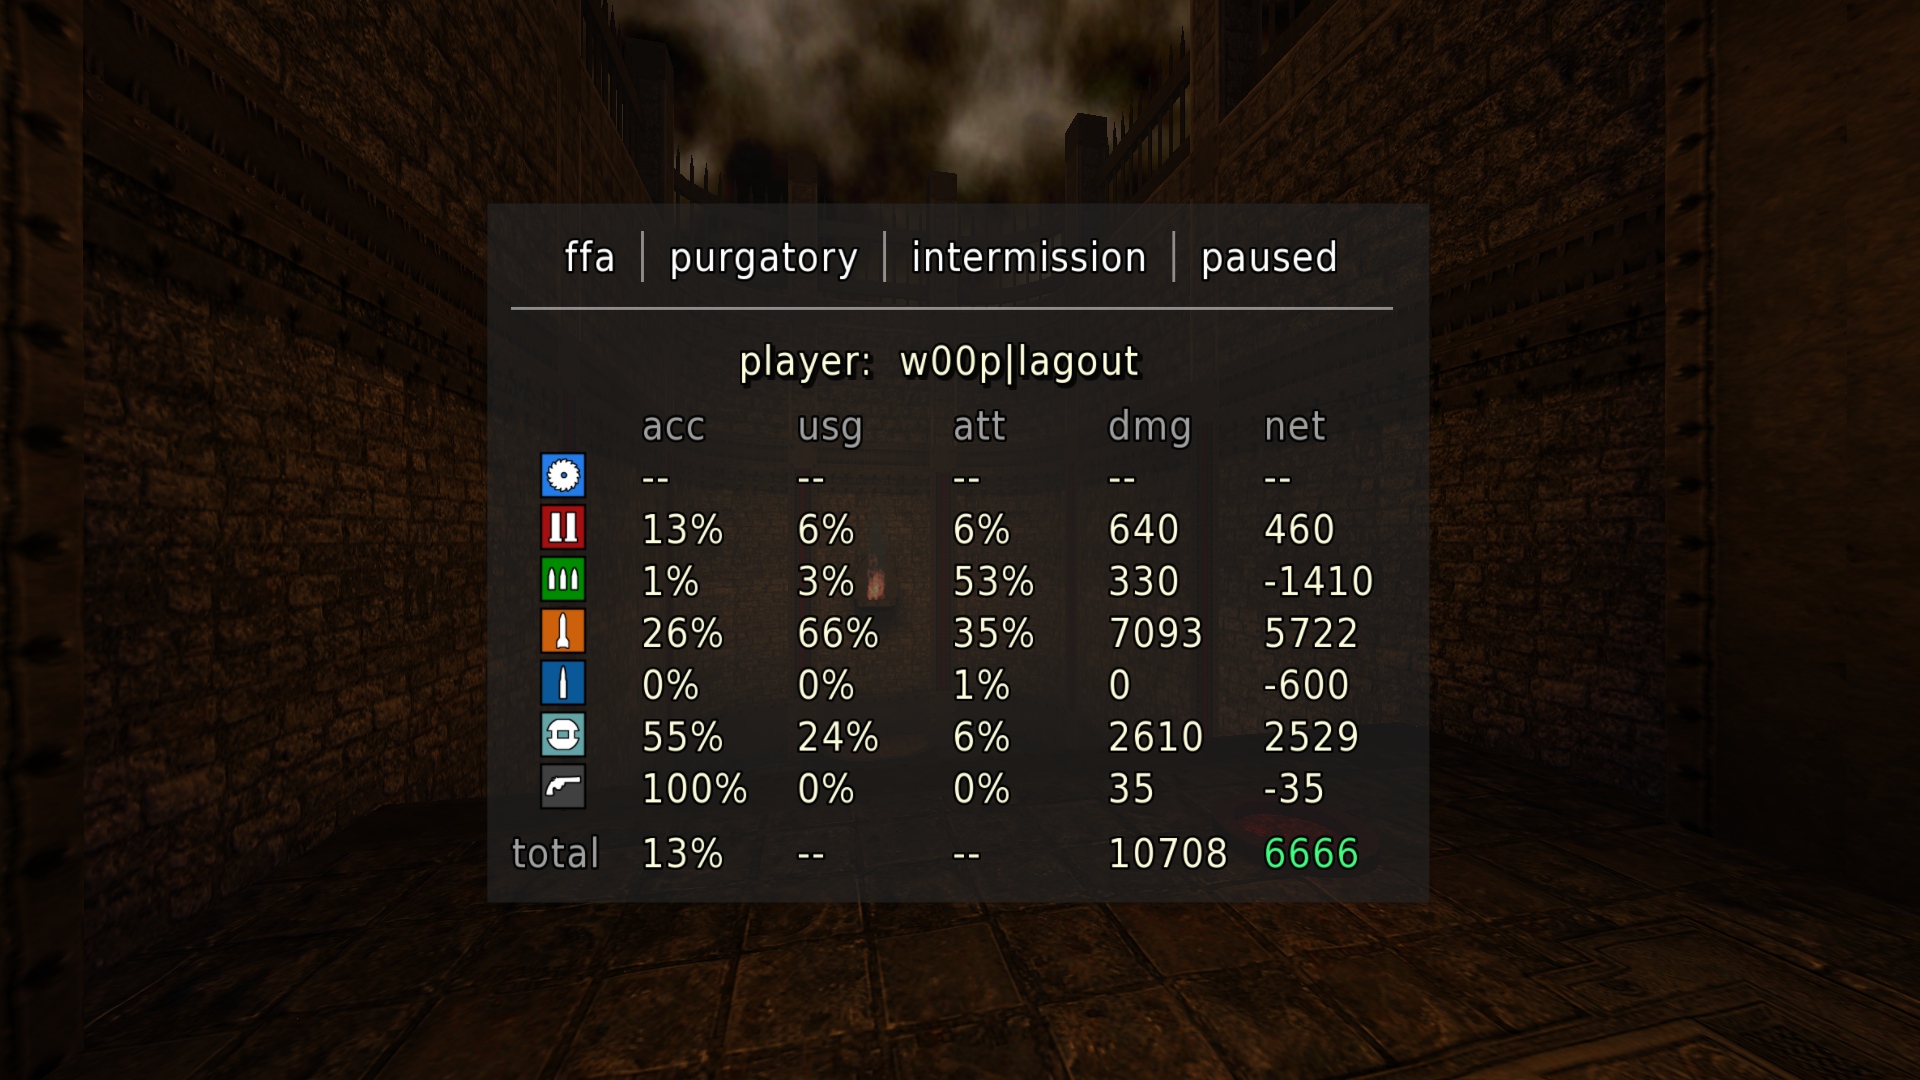 ffa | purgatory | intermission | paused
player: w00p|lagout
acc usg att dmg net
-- -- -- -- --
13% 6% 6% 640 460
1% 3% 53% 330 -1410
26% 66% 35% 7093 5722
0% 0% 1% 0 -600
55% 24% 6% 2610 2529
100% 0% 0% 35 -35
total 13% -- -- 10708 6666